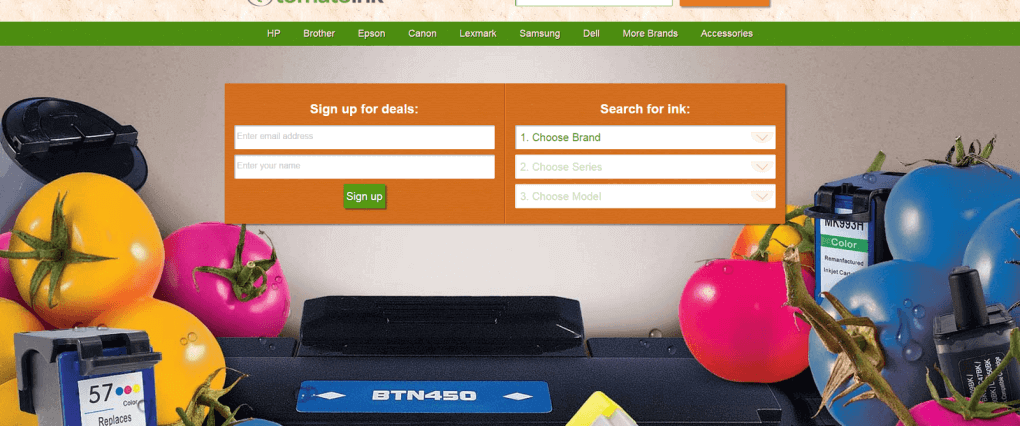 tomatoink
HP Brother Epson Canon Lexmark Samsung Dell More Brands Accessories
Sign up for deals:
Enter email address
Enter your name
Sign up
Search for ink:
1. Choose Brand
2. Choose Series
3. Choose Model
MK993H
Color
Remanufactured
Inkjet Car
57
Color
Replaces
BTN450